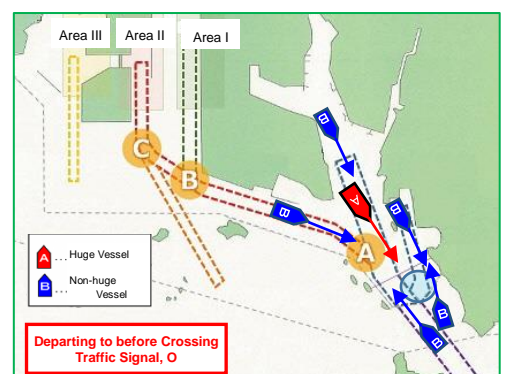 Area III
Area II
Area I
B
C
B
B
A
B
A
A ... Huge Vessel
B ... Non-huge
Vessel
B
B
Departing to before Crossing
Traffic Signal, O